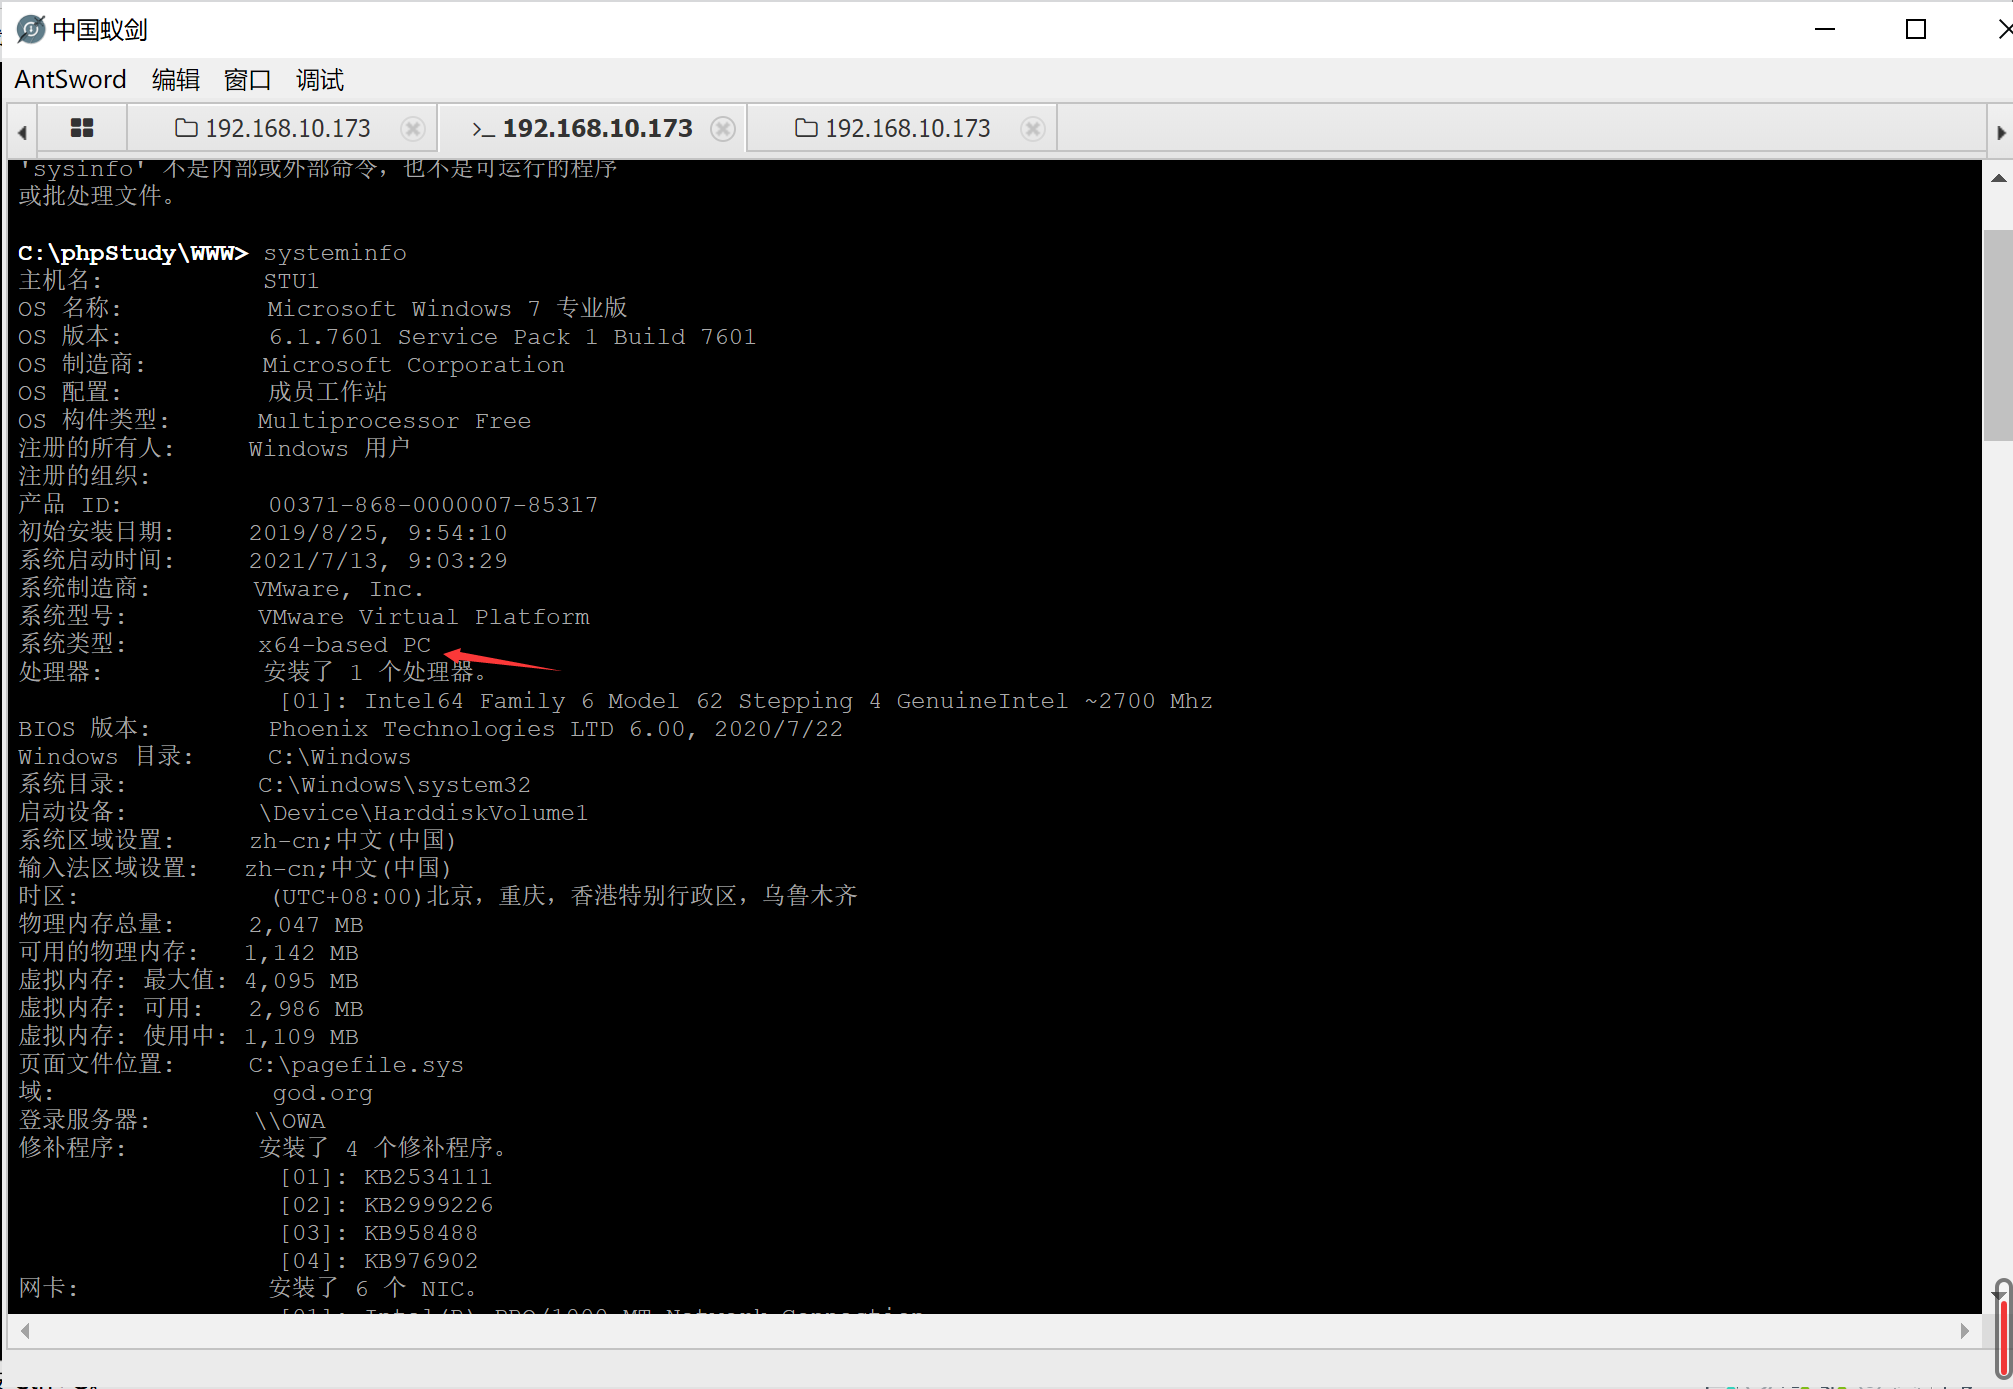 中国蚁剑
AntSword 编辑 窗口 调试
192.168.10.173 >_ 192.168.10.173 192.168.10.173
'sysinfo' 不是内部或外部命令，也不是可运行的程序
或批处理文件。
C:\phpStudy\WWW> systeminfo
主机名: STU1
OS 名称: Microsoft Windows 7 专业版
OS 版本: 6.1.7601 Service Pack 1 Build 7601
OS 制造商: Microsoft Corporation
OS 配置: 成员工作站
OS 构件类型: Multiprocessor Free
注册的所有人: Windows 用户
注册的组织:
产品 ID: 00371-868-0000007-85317
初始安装日期: 2019/8/25, 9:54:10
系统启动时间: 2021/7/13, 9:03:29
系统制造商: VMware, Inc.
系统型号: VMware Virtual Platform
系统类型: x64-based PC
处理器: 安装了 1 个处理器。
[01]: Intel64 Family 6 Model 62 Stepping 4 GenuineIntel ~2700 Mhz
BIOS 版本: Phoenix Technologies LTD 6.00, 2020/7/22
Windows 目录: C:\Windows
系统目录: C:\Windows\system32
启动设备: \Device\HarddiskVolume1
系统区域设置: zh-cn;中文(中国)
输入法区域设置: zh-cn;中文(中国)
时区: (UTC+08:00)北京，重庆，香港特别行政区，乌鲁木齐
物理内存总量: 2,047 MB
可用的物理内存: 1,142 MB
虚拟内存: 最大值: 4,095 MB
虚拟内存: 可用: 2,986 MB
虚拟内存: 使用中: 1,109 MB
页面文件位置: C:\pagefile.sys
域: god.org
登录服务器: \\OWA
修补程序: 安装了 4 个修补程序。
[01]: KB2534111
[02]: KB2999226
[03]: KB958488
[04]: KB976902
网卡: 安装了 6 个 NIC。
[01]: Intel(R) PRO/1000 MT Network Connection